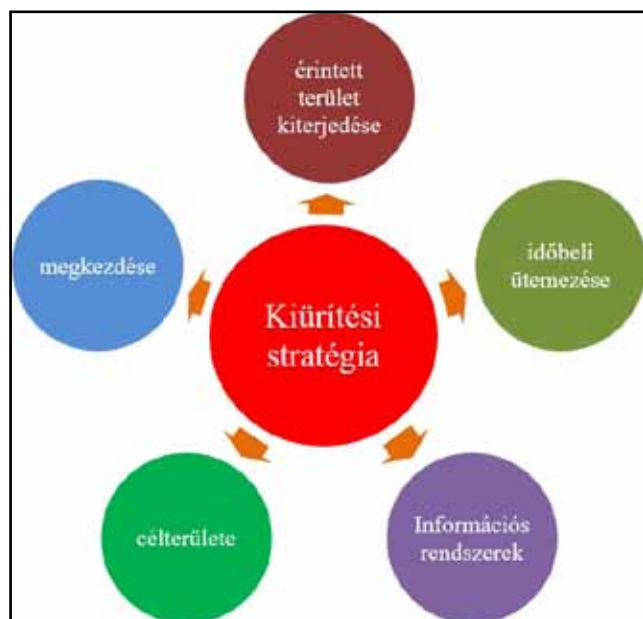 érintett
terület
kiterjedése
megkezdése
időbeli
ütemezése
Kiürítési
stratégia
célterülete
Információs
rendszerek